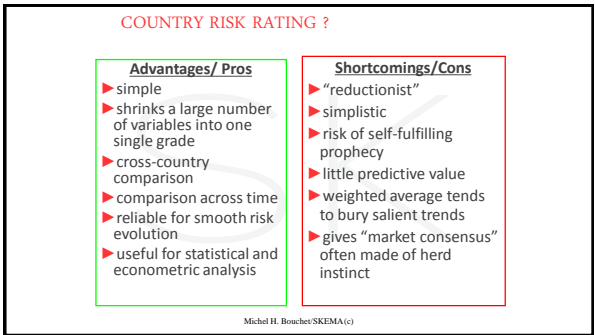 COUNTRY RISK RATING ?
Advantages/ Pros
►simple
►shrinks a large number
of variables into one
single grade
►cross-country
comparison
►comparison across time
►reliable for smooth risk
evolution
►useful for statistical and
econometric analysis
Shortcomings/Cons
►“reductionist”
►simplistic
►risk of self-fulfilling
prophecy
►little predictive value
►weighted average tends
to bury salient trends
►gives “market consensus”
often made of herd
instinct
SK
Michel H. Bouchet/SKEMA(c)